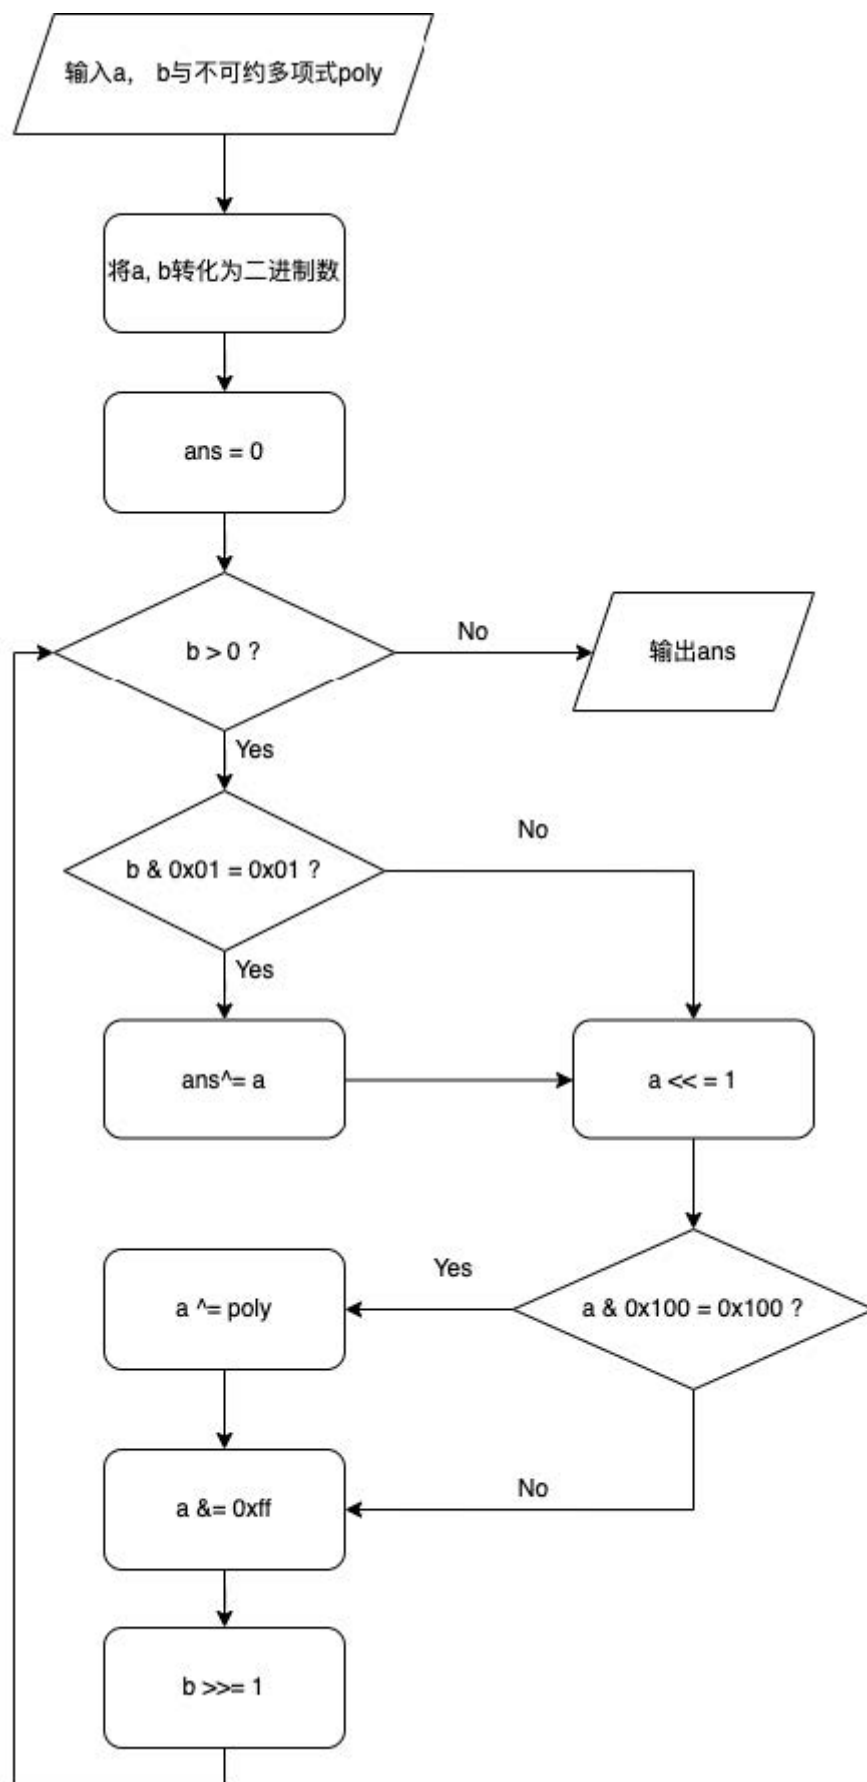 输入a, b与不可约多项式poly
将a, b转化为二进制数
ans = 0
b > 0 ?
No
输出ans
Yes
b & 0x01 = 0x01 ?
No
Yes
ans^= a
a << = 1
Yes
a ^= poly
a & 0x100 = 0x100 ?
a &= 0xff
No
b >>= 1